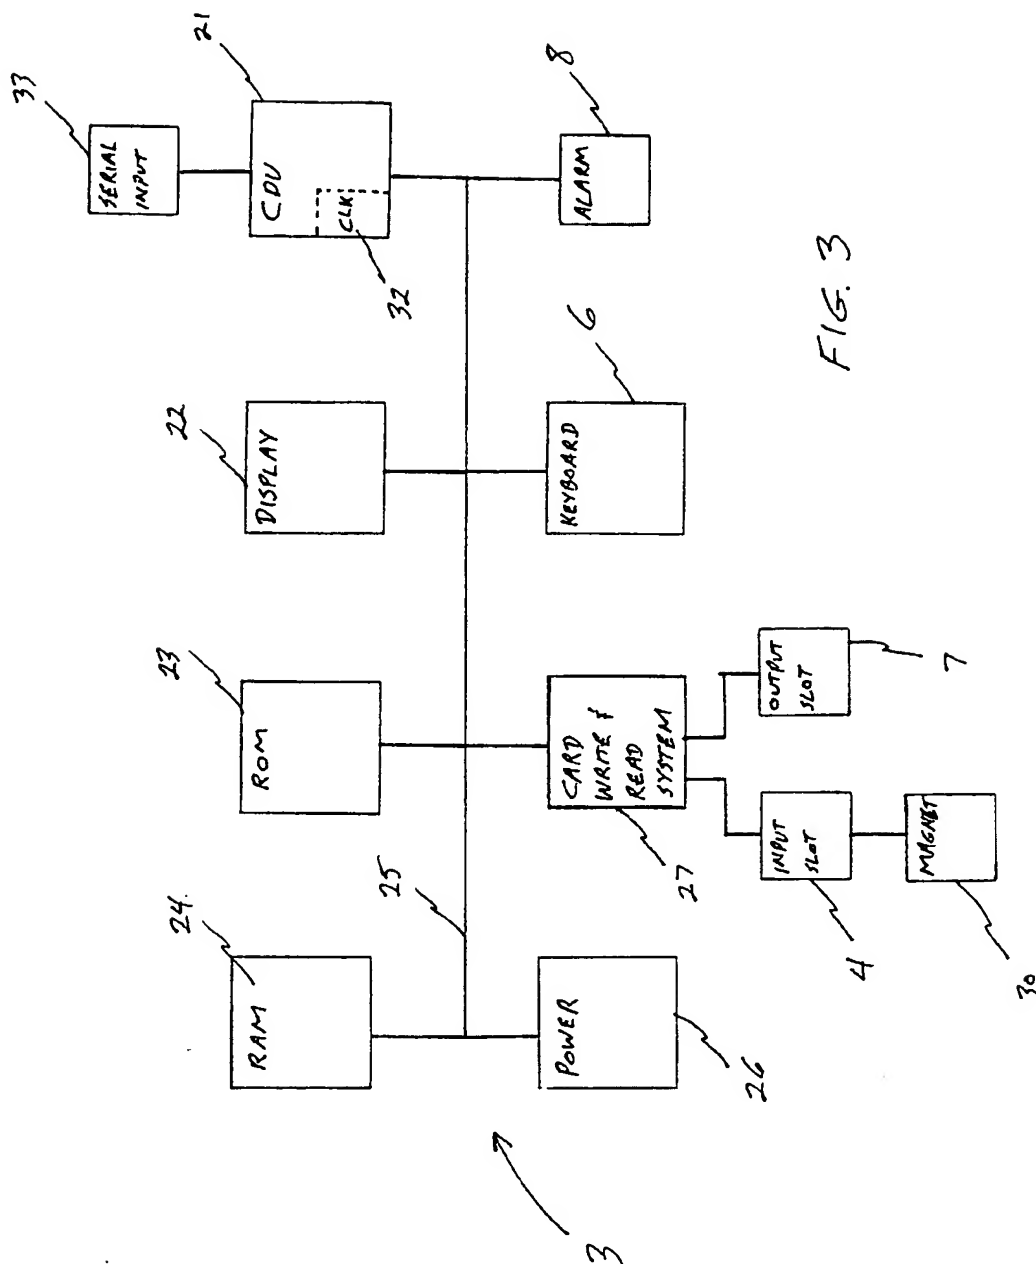 33
SERIAL
INPUT
24.
23
22
21
RAM
ROM
DISPLAY
CDU
CLK
25
32
POWER
CARD
WRITE &
READ
SYSTEM
KEYBOARD
ALARM
8
3
26
27
6
INPUT
SLOT
OUTPUT
SLOT
4
7
MAGNET
30
FIG. 3